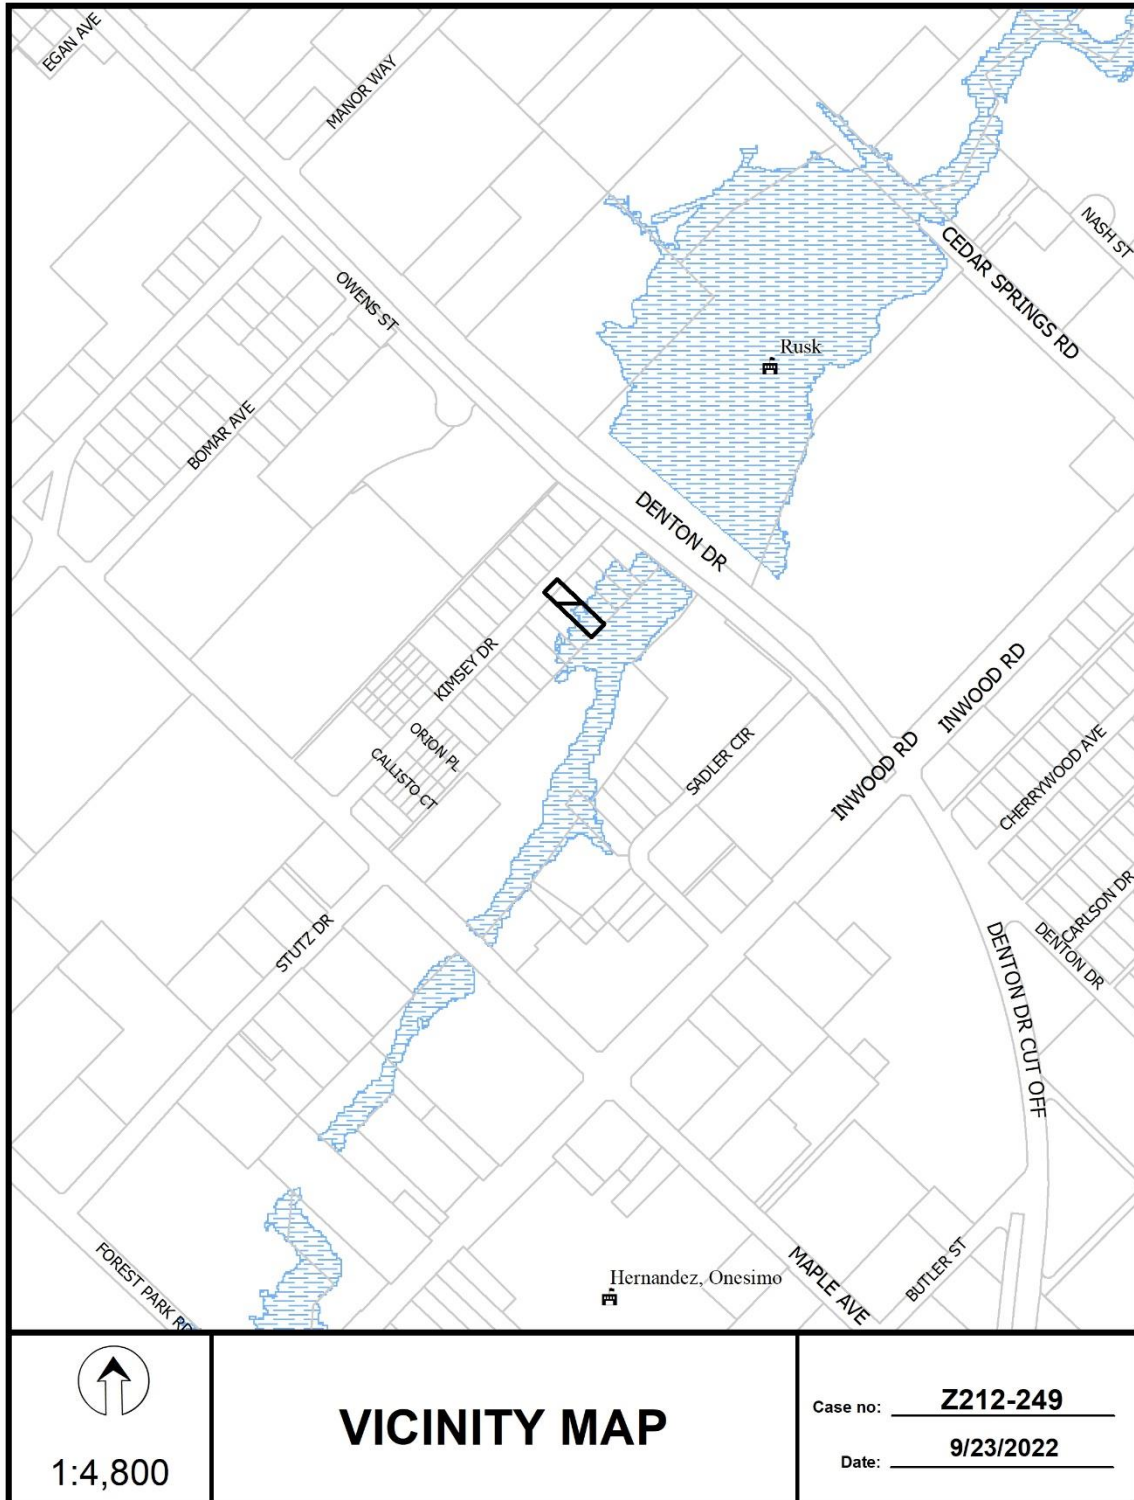 EGAN AVE
MANOR WAY
NASH ST
CEDAR SPRINGS RD
OWENS ST
Rusk
BOMAR AVE
DENTON DR
KIMSEY DR
INWOOD RD
ORION PL
SADLER CIR
INWOOD RD
CHERRYWOOD AVE
CALLISTO CT
CARLSON DR
STUTZ DR
DENTON DR
DENTON DR CUT OFF
FOREST PARK RD
Hernandez, Onesimo
MAPLE AVE
BUTLER ST
1:4,800
VICINITY MAP
Case no: Z212-249
Date: 9/23/2022